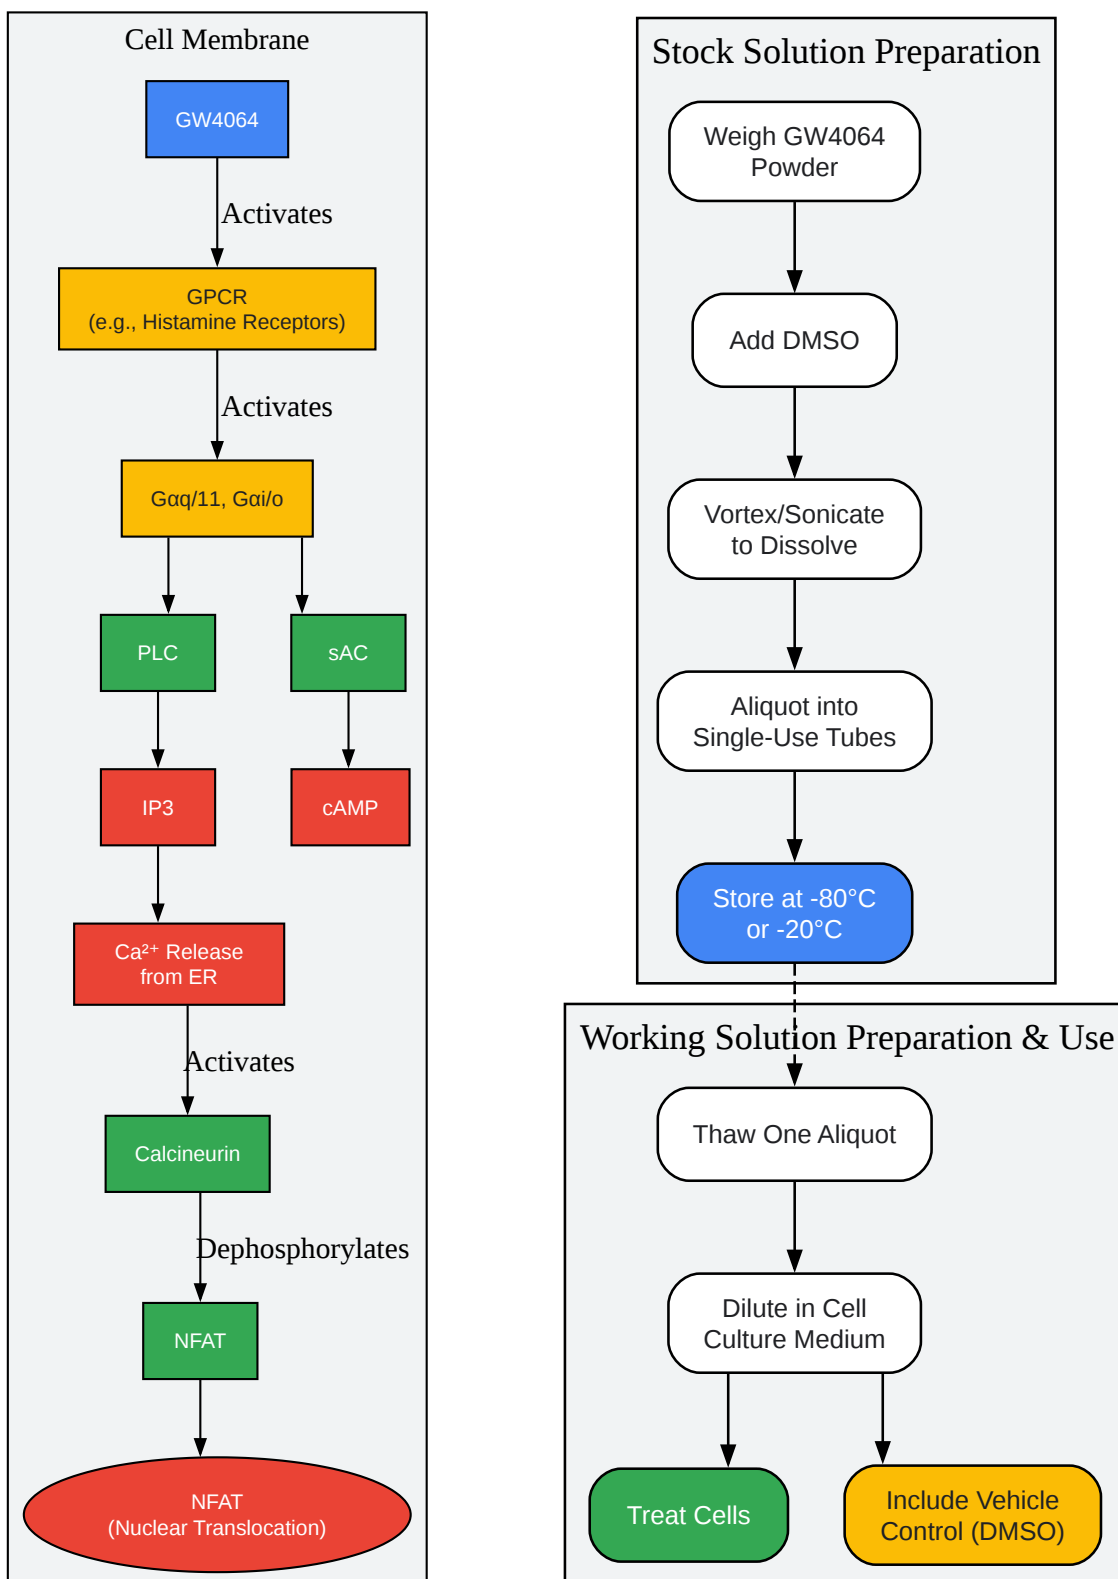 Cell Membrane
GW4064
Activates
GPCR
(e.g., Histamine Receptors)
Activates
Gαq/11, Gαi/o
PLC
sAC
IP3
cAMP
Ca²⁺ Release
from ER
Activates
Calcineurin
Dephosphorylates
NFAT
NFAT
(Nuclear Translocation)
Stock Solution Preparation
Weigh GW4064
Powder
Add DMSO
Vortex/Sonicate
to Dissolve
Aliquot into
Single-Use Tubes
Store at -80°C
or -20°C
Working Solution Preparation & Use
Thaw One Aliquot
Dilute in Cell
Culture Medium
Treat Cells
Include Vehicle
Control (DMSO)